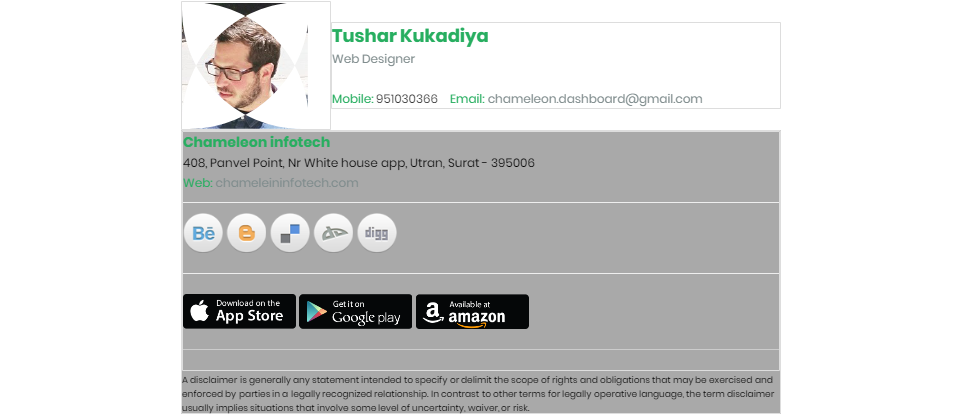 Tushar Kukadiya
Web Designer
Mobile: 951030366 Email: chameleon.dashboard@gmail.com
Chameleon infotech
408, Panvel Point, Nr White house app, Utran, Surat - 395006
Web: chameleininfotech.com
Bē
digg
Download on the
App Store
Get it on
Google play
Available at
amazon
A disclaimer is generally any statement intended to specify or delimit the scope of rights and obligations that may be exercised and
enforced by parties in a legally recognized relationship. In contrast to other terms for legally operative language, the term disclaimer
usually implies situations that involve some level of uncertainty, waiver, or risk.